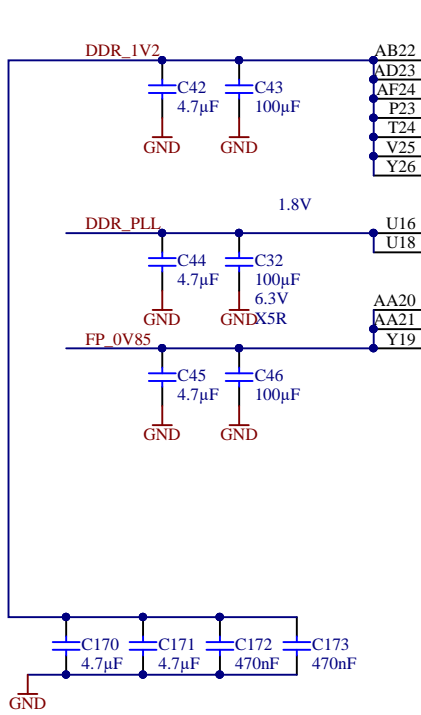 DDR_1V2
AB22
AD23
AF24
P23
T24
V25
Y26
C42
4.7µF
C43
100µF
GND
GND
1.8V
DDR_PLL
U16
U18
C44
4.7µF
C32
100µF
6.3V
X5R
GND
GND
AA20
AA21
Y19
FP_0V85
C45
4.7µF
C46
100µF
GND
GND
C170
4.7µF
C171
4.7µF
C172
470nF
C173
470nF
GND